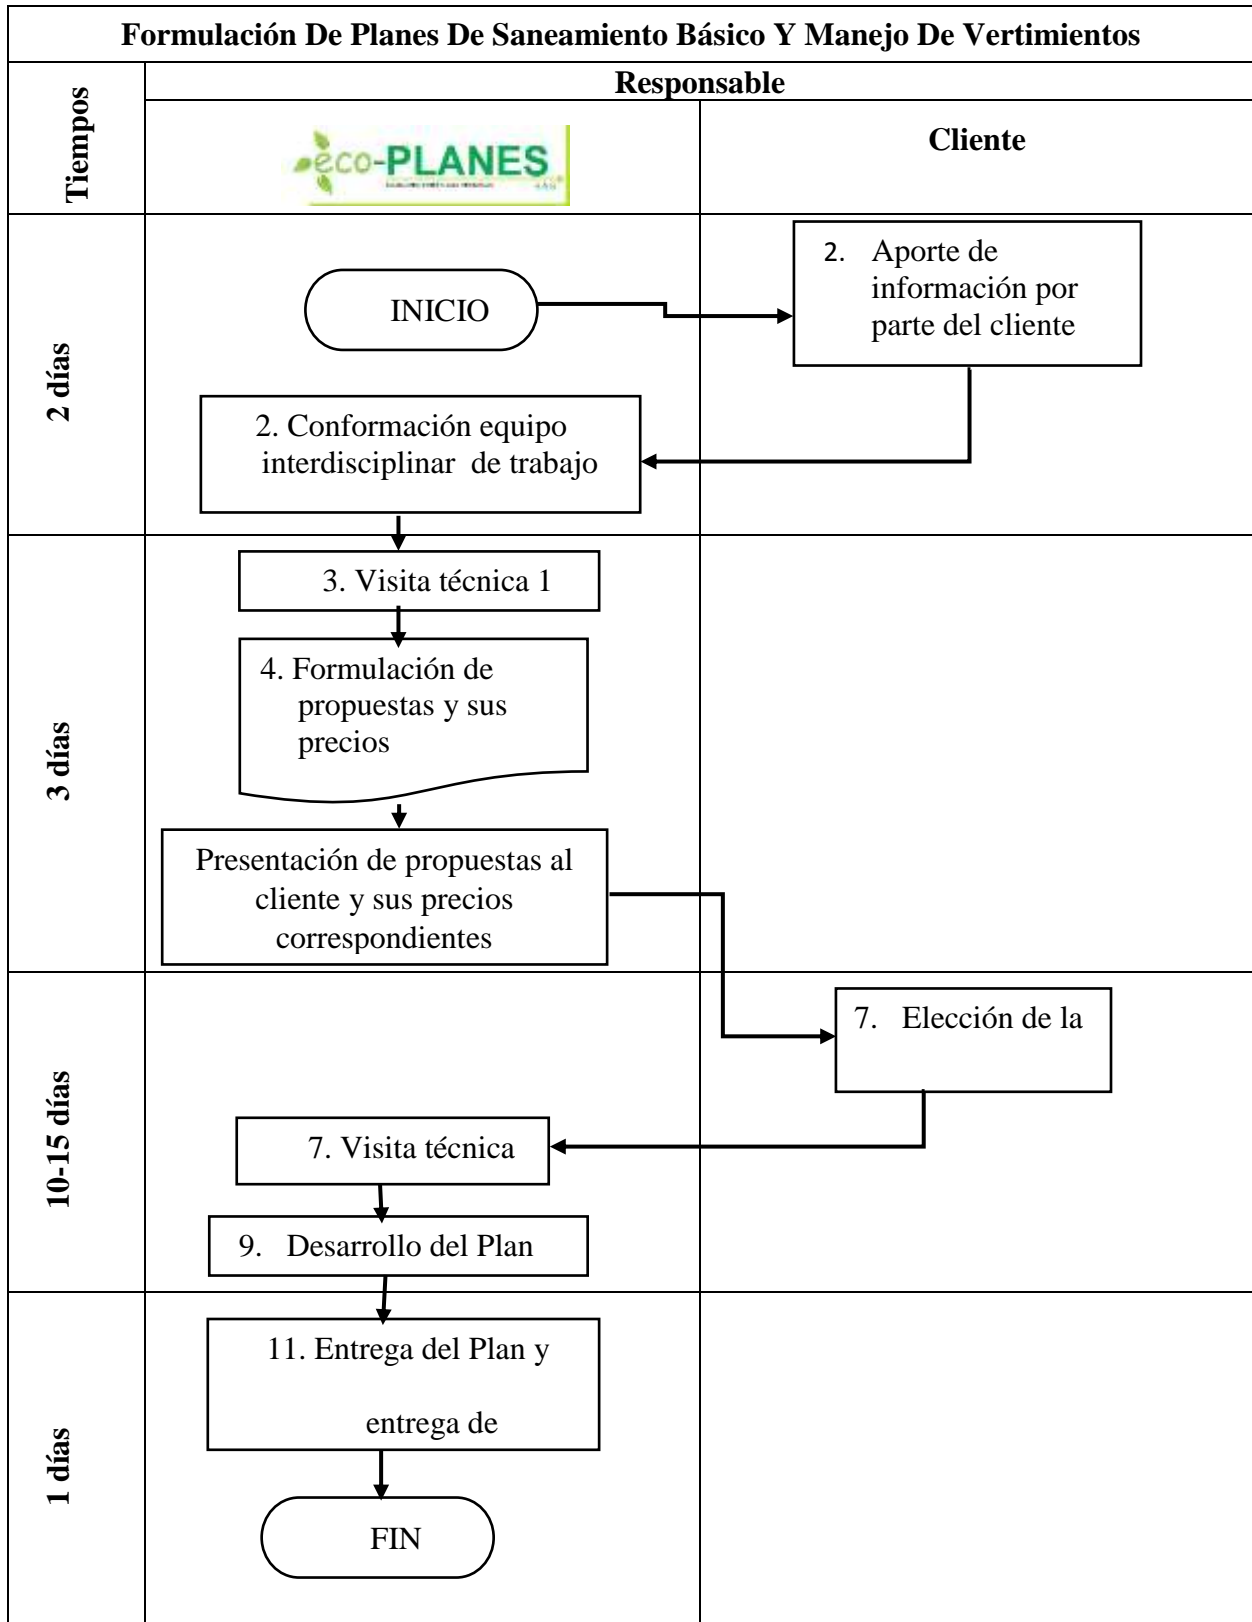 Formulación De Planes De Saneamiento Básico Y Manejo De Vertimientos
Tiempos
Responsable
eco-PLANES
Cliente
2 días
INICIO
2. Aporte de
información por
parte del cliente
2. Conformación equipo
interdisciplinar de trabajo
3 días
3. Visita técnica 1
4. Formulación de
propuestas y sus
precios
Presentación de propuestas al
cliente y sus precios
correspondientes
10-15 días
7. Elección de la
7. Visita técnica
9. Desarrollo del Plan
1 días
11. Entrega del Plan y
entrega de
FIN